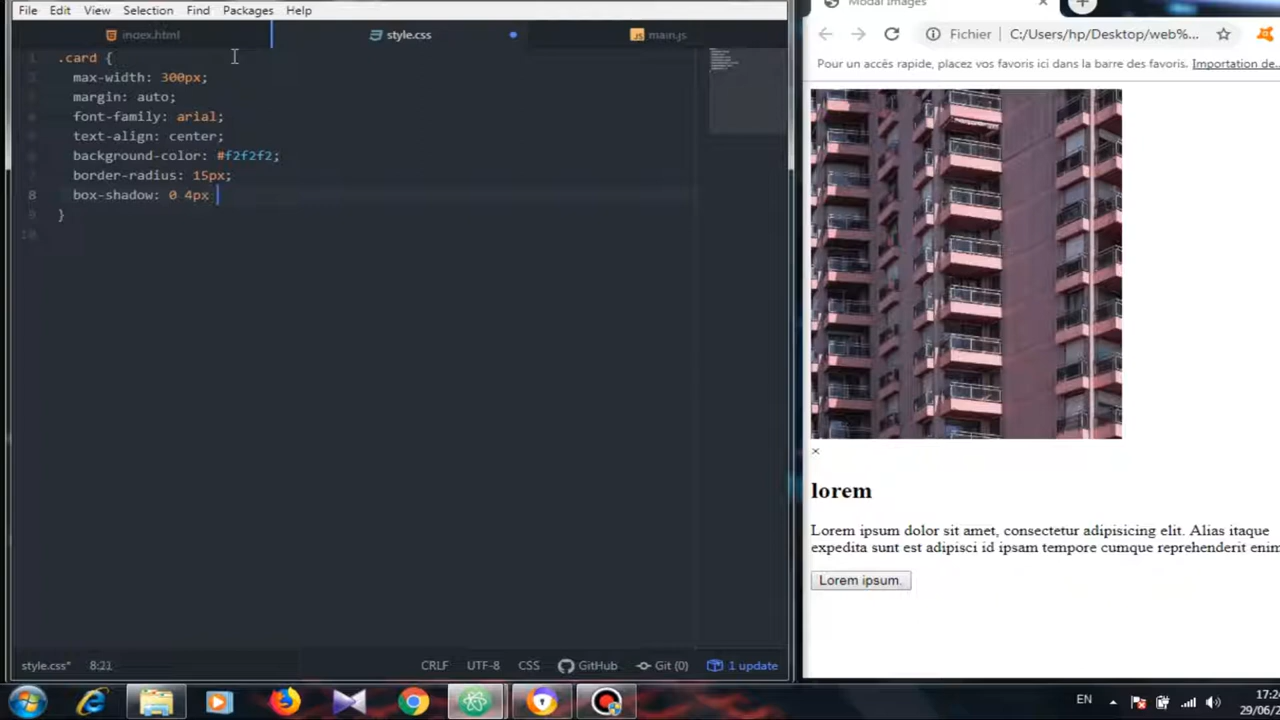 File Edit View Selection Find Packages Help
index.html
style.css
main.js
1 .card {
max-width: 300px;
margin: auto;
font-family: arial;
text-align: center;
background-color: #f2f2f2;
border-radius: 15px;
8 box-shadow: 0 4px
9 }
10
style.css* 8:21 CRLF UTF-8 CSS GitHub Git (0) 1 update
Modal Images
Fichier C:/Users/hp/Desktop/web%...
Pour un accès rapide, placez vos favoris ici dans la barre des favoris. Importation de..
×
lorem
Lorem ipsum dolor sit amet, consectetur adipisicing elit. Alias itaque
expedita sunt est adipisci id ipsam tempore cumque reprehenderit enim
Lorem ipsum.
EN
17:24
29/06/2